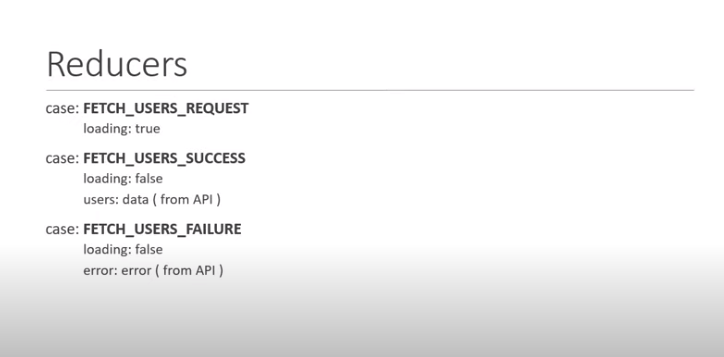 Reducers
case: FETCH_USERS_REQUEST
loading: true
case: FETCH_USERS_SUCCESS
loading: false
users: data ( from API )
case: FETCH_USERS_FAILURE
loading: false
error: error ( from API )